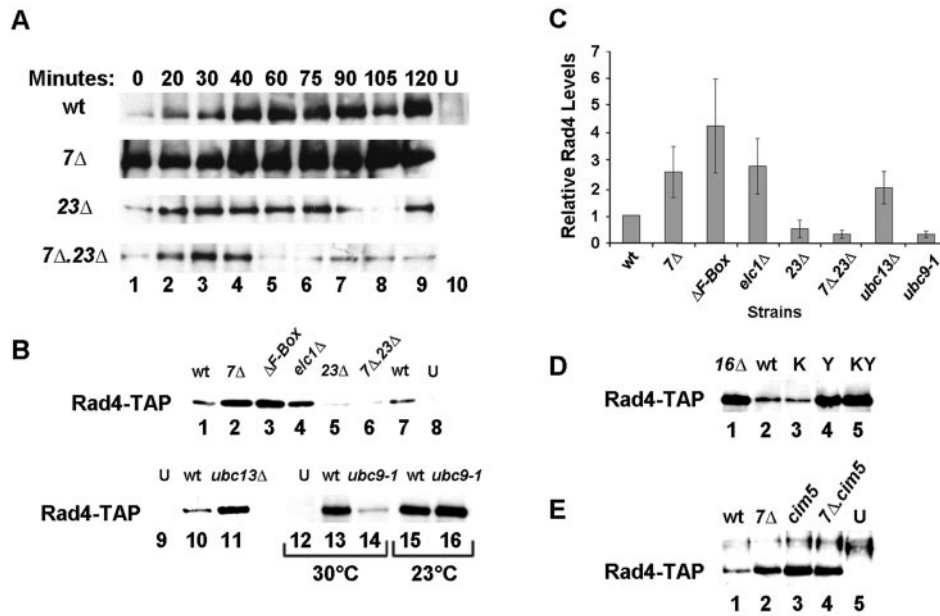 A
Minutes: 0 20 30 40 60 75 90 105 120 U
wt
7Δ
23Δ
7Δ.23Δ
1 2 3 4 5 6 7 8 9 10
B
wt 7Δ ΔF-Box elc1Δ 23Δ 7Δ.23Δ wt U
Rad4-TAP
1 2 3 4 5 6 7 8
U wt ubc13Δ U wt ubc9-1 wt ubc9-1
Rad4-TAP
9 10 11 12 13 14 15 16
30°C 23°C
C
Relative Rad4 Levels
7
6
5
4
3
2
1
0
wt 7Δ ΔF-Box elc1Δ 23Δ 7Δ.23Δ ubc13Δ ubc9-1
Strains
D
16Δ wt K Y KY
Rad4-TAP
1 2 3 4 5
E
wt 7Δ cim5 7Δ.cim5 U
Rad4-TAP
1 2 3 4 5